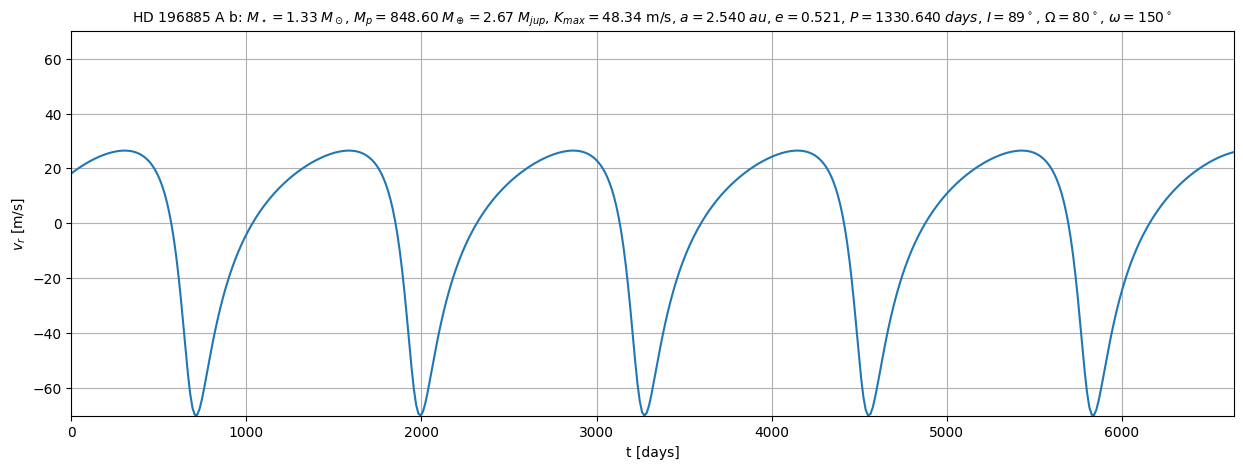 HD 196885 A b: M⋆ = 1.33 M⊙, Mp = 848.60 M⊕ = 2.67 Mjup, Kmax = 48.34 m/s, a = 2.540 au, e = 0.521, P = 1330.640 days, I = 89°, Ω = 80°, ω = 150°
60
40
20
0
−20
−40
−60
vr [m/s]
0 1000 2000 3000 4000 5000 6000
t [days]